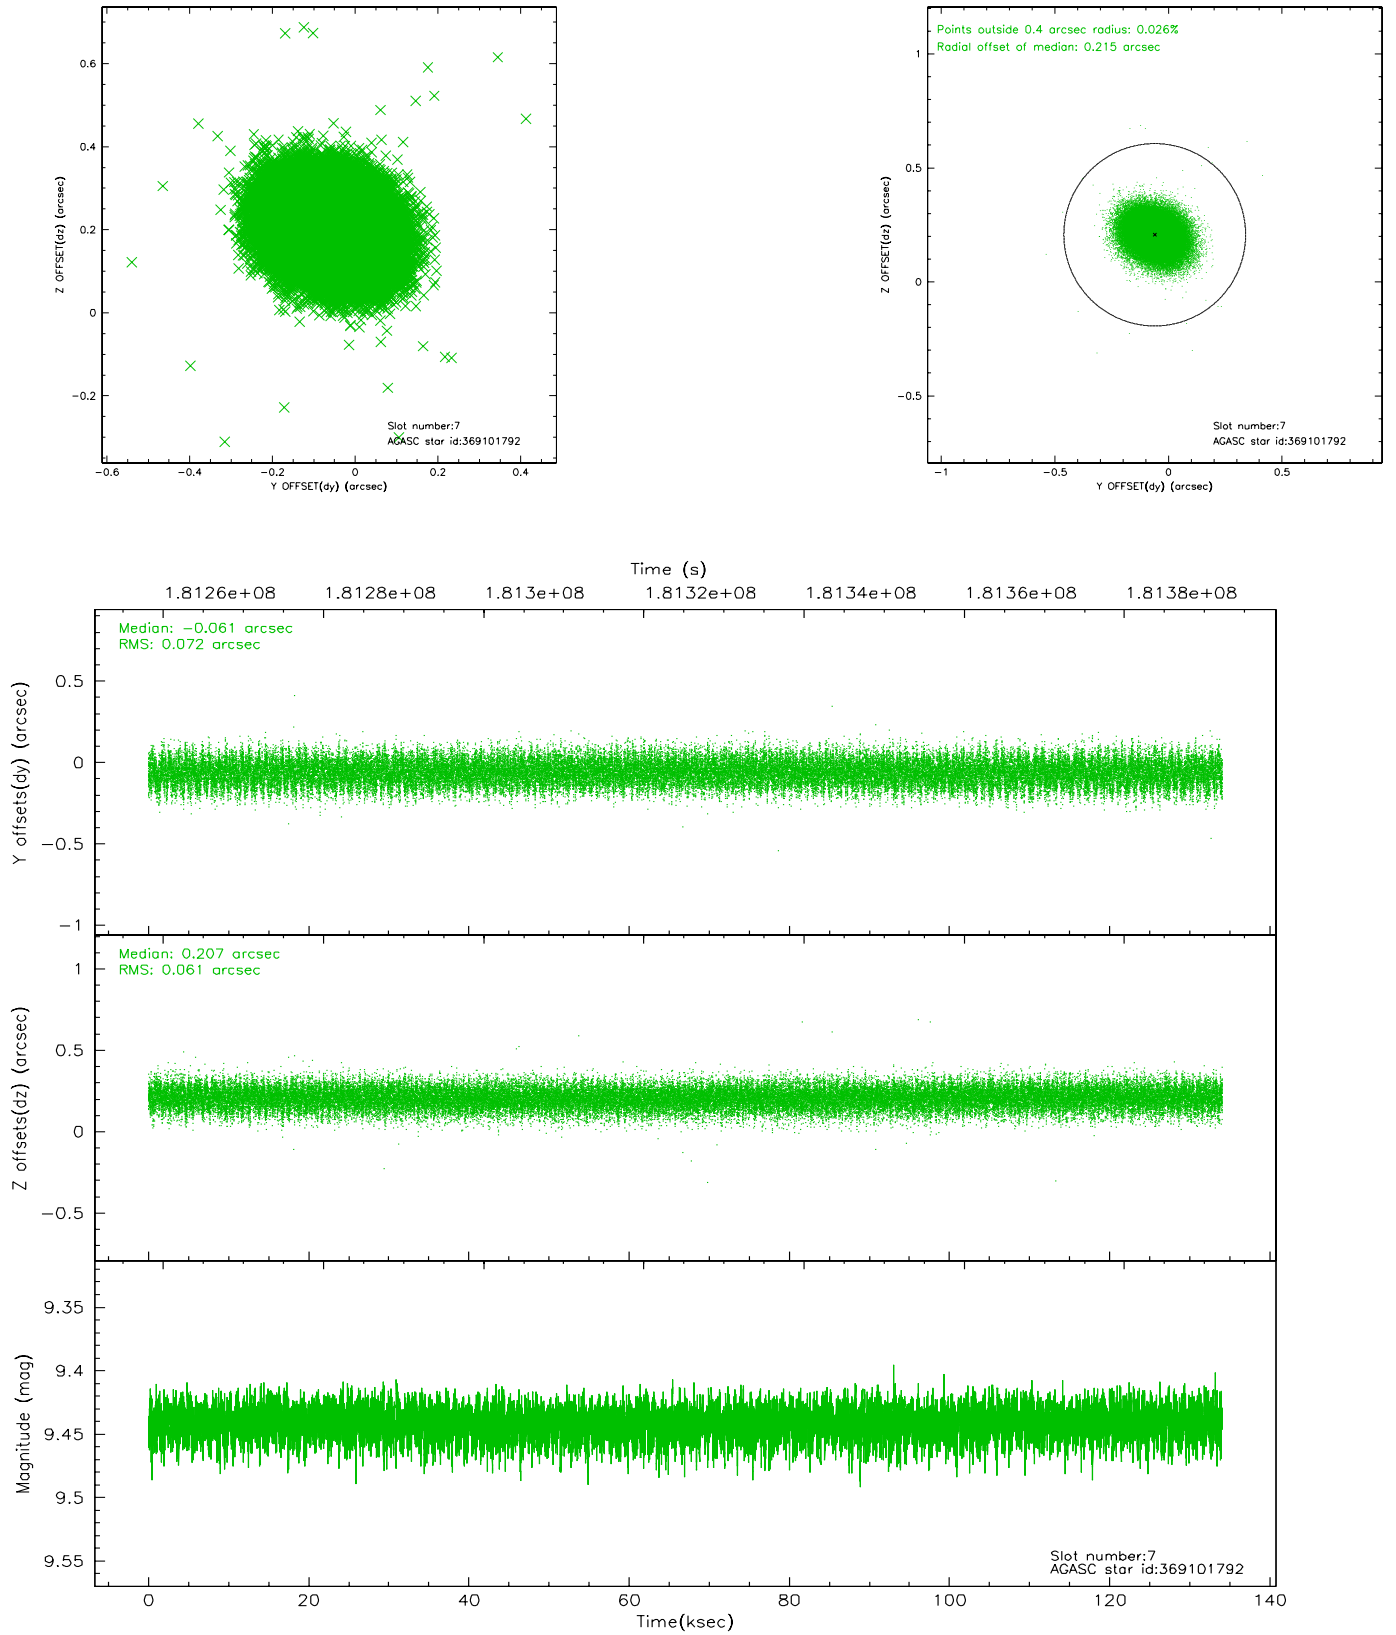 0.6
0.4
0.2
0
−0.2
Z OFFSET(dz) (arcsec)
Slot number:7
AGASC star id:369101792
−0.6 −0.4 −0.2 0 0.2 0.4
Y OFFSET(dy) (arcsec)
Points outside 0.4 arcsec radius: 0.026%
Radial offset of median: 0.215 arcsec
1
0.5
0
−0.5
Z OFFSET(dz) (arcsec)
Slot number:7
AGASC star id:369101792
−1 −0.5 0 0.5
Y OFFSET(dy) (arcsec)
Time (s)
1.8126e+08 1.8128e+08 1.813e+08 1.8132e+08 1.8134e+08 1.8136e+08 1.8138e+08
Median: −0.061 arcsec
RMS: 0.072 arcsec
0.5
0
−0.5
−1
Y offsets(dy) (arcsec)
Median: 0.207 arcsec
RMS: 0.061 arcsec
1
0.5
0
−0.5
Z offsets(dz) (arcsec)
9.35
9.4
9.45
9.5
9.55
Magnitude (mag)
Slot number:7
AGASC star id:369101792
0 20 40 60 80 100 120 140
Time(ksec)